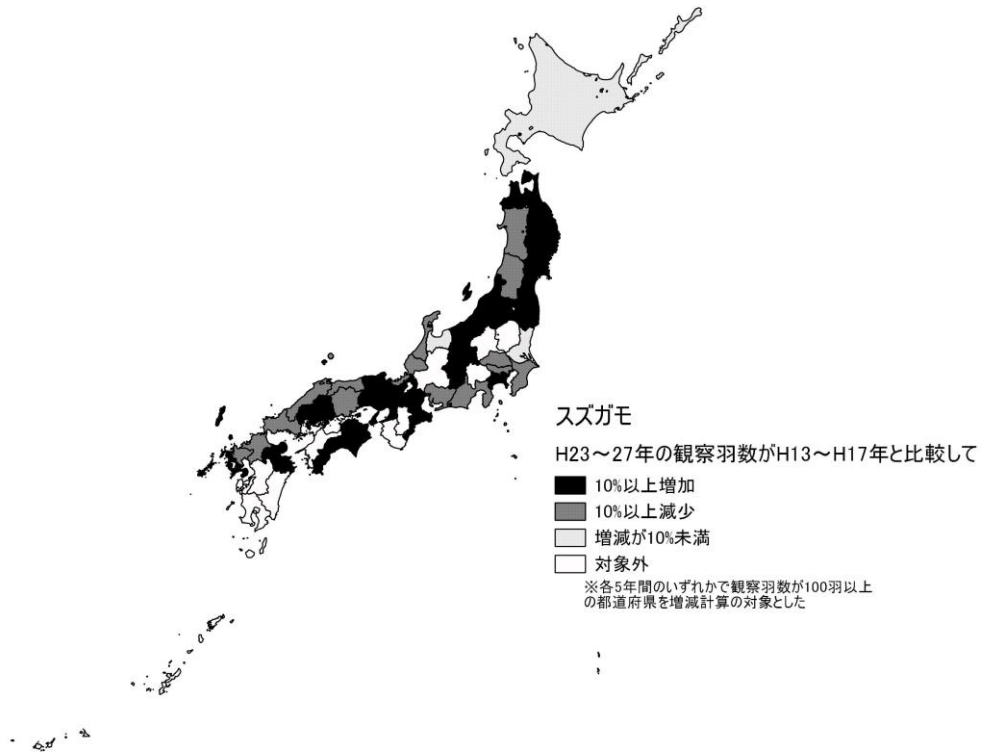 スズガモ
H23～27年の観察羽数がH13～H17年と比較して
10%以上増加
10%以上減少
増減が10%未満
対象外
※各5年間のいずれかで観察羽数が100羽以上
の都道府県を増減計算の対象とした